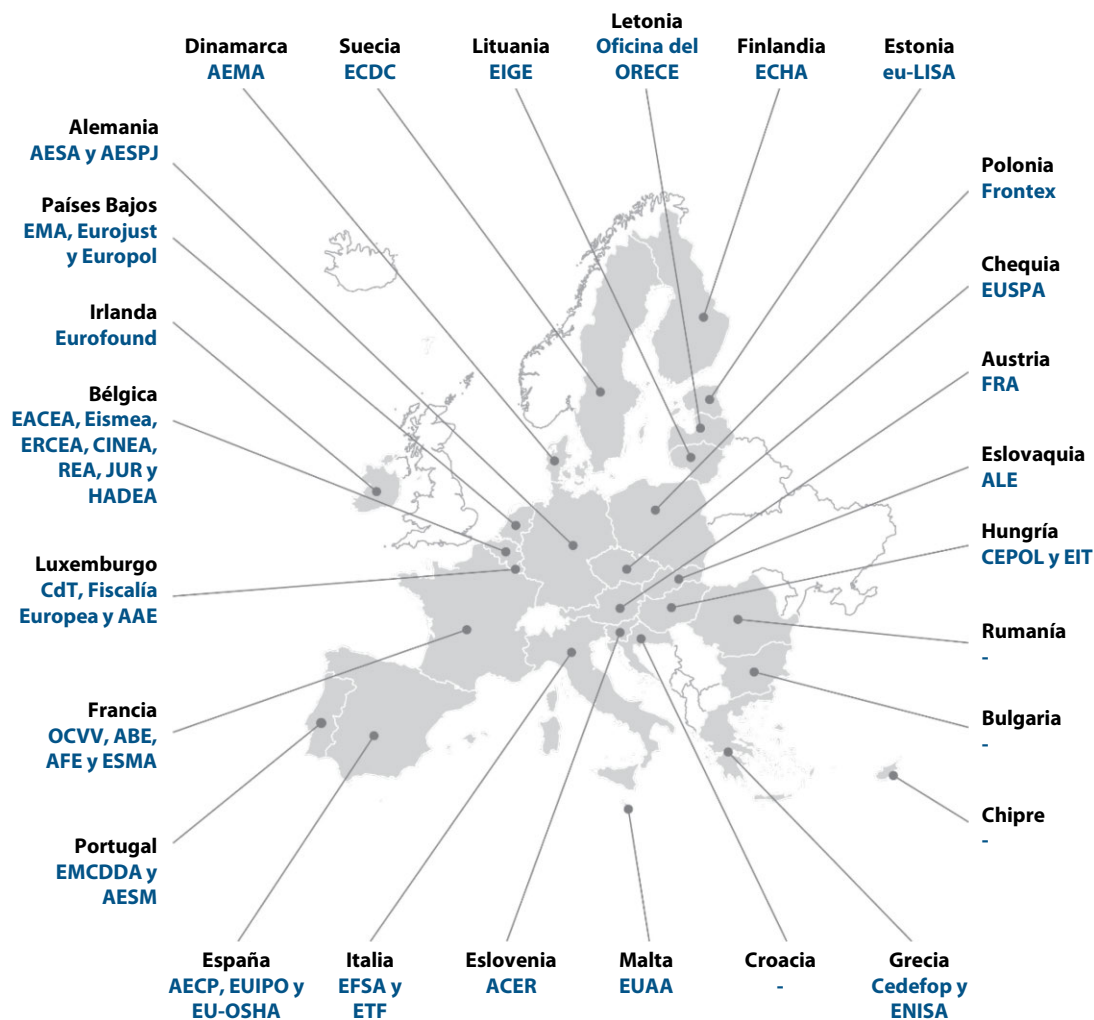 Dinamarca
AEMA
Suecia
ECDC
Lituania
EIGE
Letonia
Oficina del
ORECE
Finlandia
ECHA
Estonia
eu-LISA
Alemania
AESA y AESPJ
Países Bajos
EMA, Eurojust
y Europol
Irlanda
Eurofound
Bélgica
EACEA, Eismea,
ERCEA, CINEA,
REA, JUR y
HADEA
Luxemburgo
CdT, Fiscalía
Europea y AAE
Francia
OCVV, ABE,
AFE y ESMA
Portugal
EMCDDA y
AESM
Polonia
Frontex
Chequia
EUSPA
Austria
FRA
Eslovaquia
ALE
Hungría
CEPOL y EIT
Rumanía
-
Bulgaria
-
Chipre
-
España
AECP, EUIPO y
EU-OSHA
Italia
EFSA y
ETF
Eslovenia
ACER
Malta
EUAA
Croacia
-
Grecia
Cedefop y
ENISA